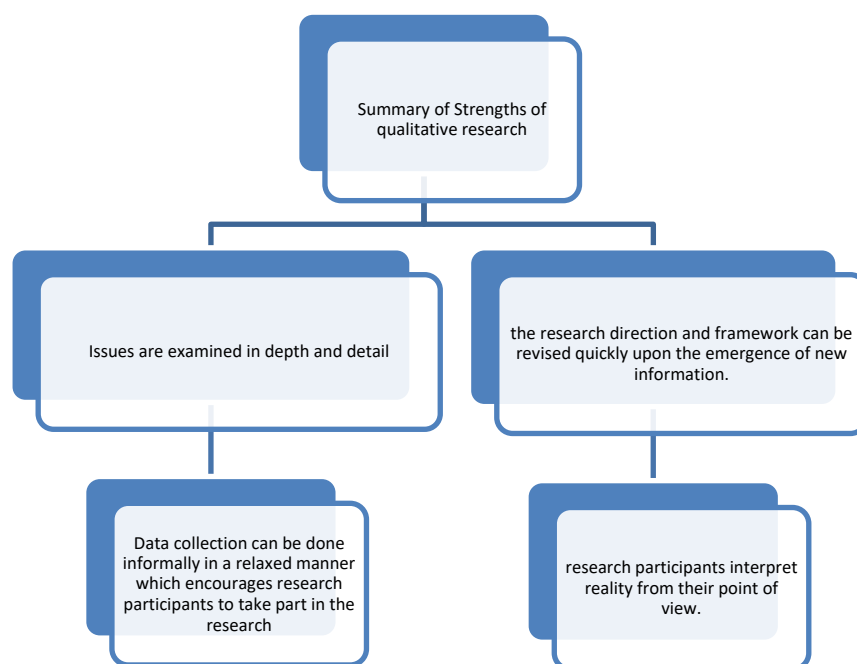 Summary of Strengths of
qualitative research
Issues are examined in depth and detail
the research direction and framework can be
revised quickly upon the emergence of new
information.
Data collection can be done
informally in a relaxed manner
which encourages research
participants to take part in the
research
research participants interpret
reality from their point of
view.